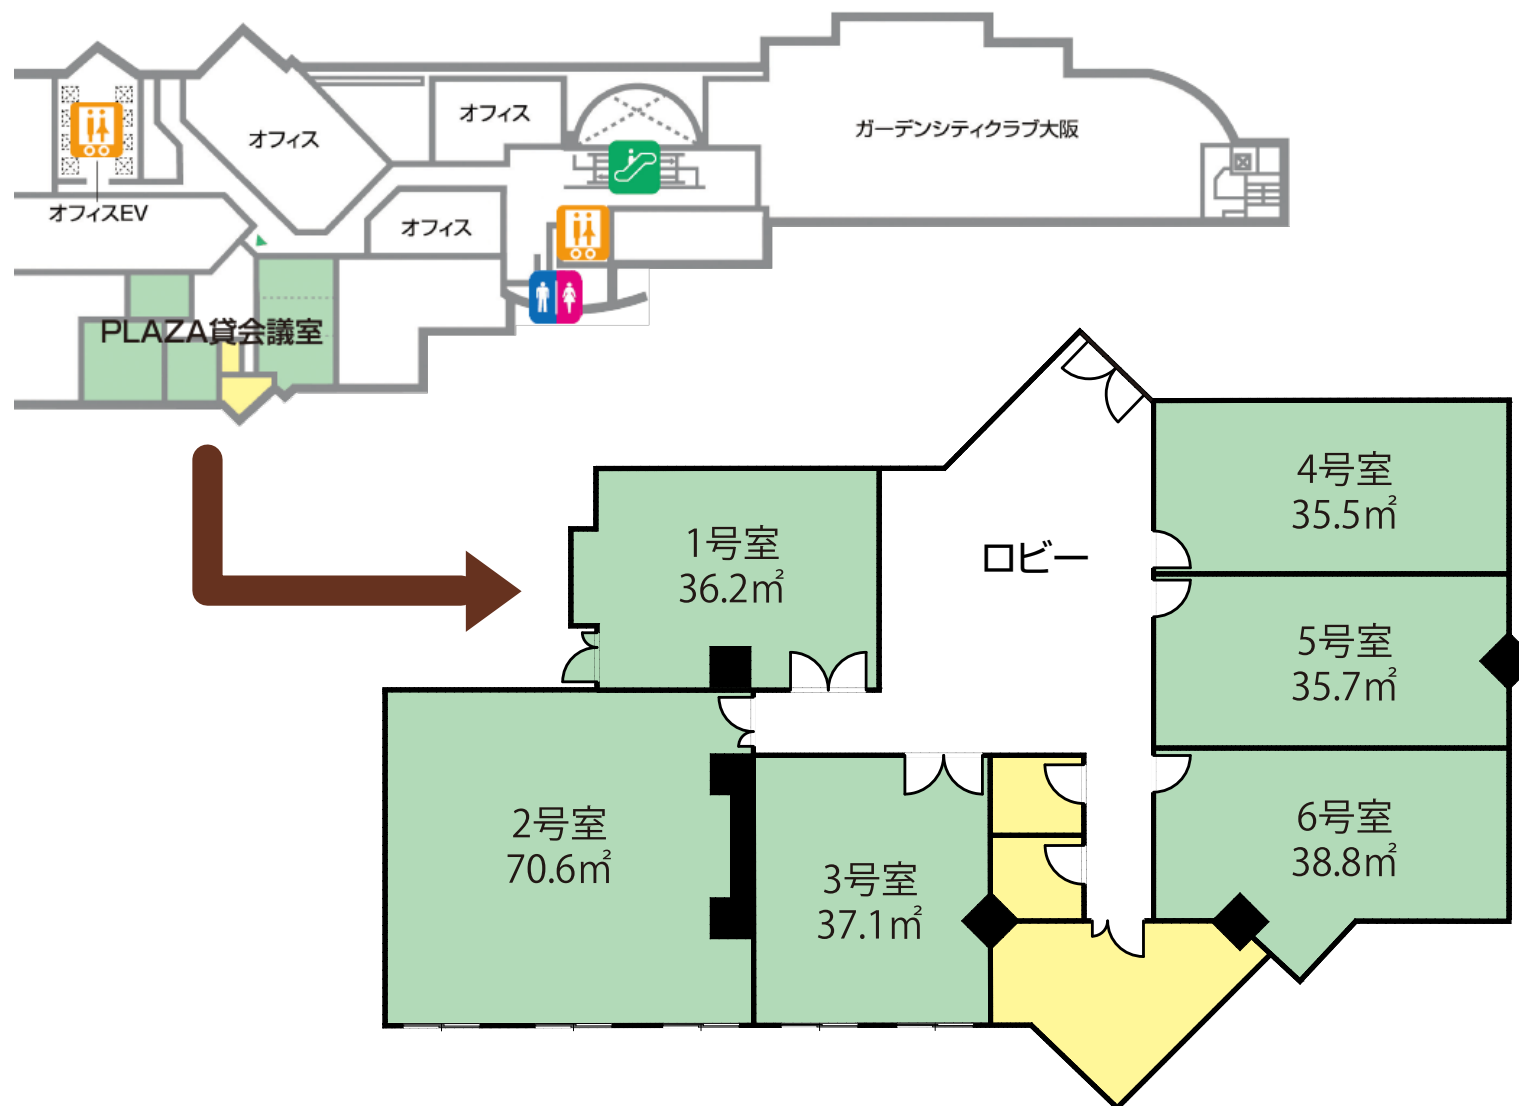 オフィス
オフィス
ガーデンシティクラブ大阪
オフィスEV
オフィス
PLAZA貸会議室
4号室
35.5㎡
1号室
36.2㎡
ロビー
5号室
35.7㎡
2号室
70.6㎡
6号室
38.8㎡
3号室
37.1㎡